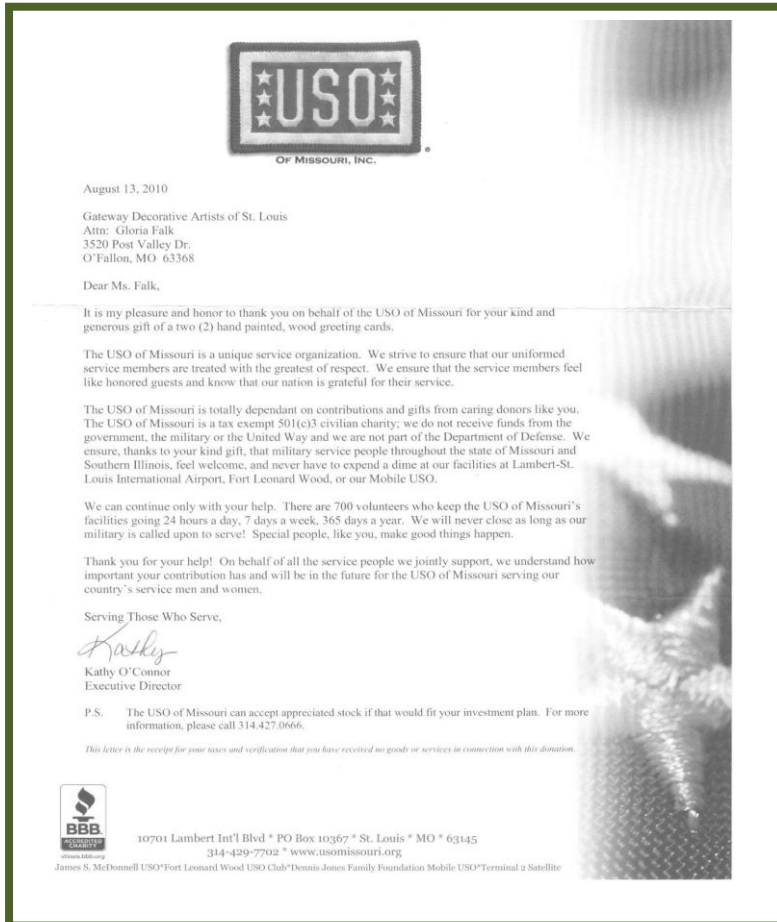 USO
OF MISSOURI, INC.
August 13, 2010
Gateway Decorative Artists of St. Louis
Attn: Gloria Falk
3520 Post Valley Dr.
O'Fallon, MO 63368
Dear Ms. Falk,
It is my pleasure and honor to thank you on behalf of the USO of Missouri for your kind and
generous gift of a two (2) hand painted, wood greeting cards.
The USO of Missouri is a unique service organization. We strive to ensure that our uniformed
service members are treated with the greatest of respect. We ensure that the service members feel
like honored guests and know that our nation is grateful for their service.
The USO of Missouri is totally dependant on contributions and gifts from caring donors like you.
The USO of Missouri is a tax exempt 501(c)3 civilian charity; we do not receive funds from the
government, the military or the United Way and we are not part of the Department of Defense. We
ensure, thanks to your kind gift, that military service people throughout the state of Missouri and
Southern Illinois, feel welcome, and never have to expend a dime at our facilities at Lambert-St.
Louis International Airport, Fort Leonard Wood, or our Mobile USO.
We can continue only with your help. There are 700 volunteers who keep the USO of Missouri's
facilities going 24 hours a day, 7 days a week, 365 days a year. We will never close as long as our
military is called upon to serve! Special people, like you, make good things happen.
Thank you for your help! On behalf of all the service people we jointly support, we understand how
important your contribution has and will be in the future for the USO of Missouri serving our
country's service men and women.
Serving Those Who Serve,
Kathy
Kathy O'Connor
Executive Director
P.S. The USO of Missouri can accept appreciated stock if that would fit your investment plan. For more
information, please call 314.427.0666.
This letter is the receipt for your taxes and verification that you have received no goods or services in connection with this donation.
BBB
ACCREDITED
CHARITY
stlouis.bbb.org
10701 Lambert Int'l Blvd * PO Box 10367 * St. Louis * MO * 63145
314-429-7702 * www.usomissouri.org
James S. McDonnell USO*Fort Leonard Wood USO Club*Dennis Jones Family Foundation Mobile USO*Terminal 2 Satellite